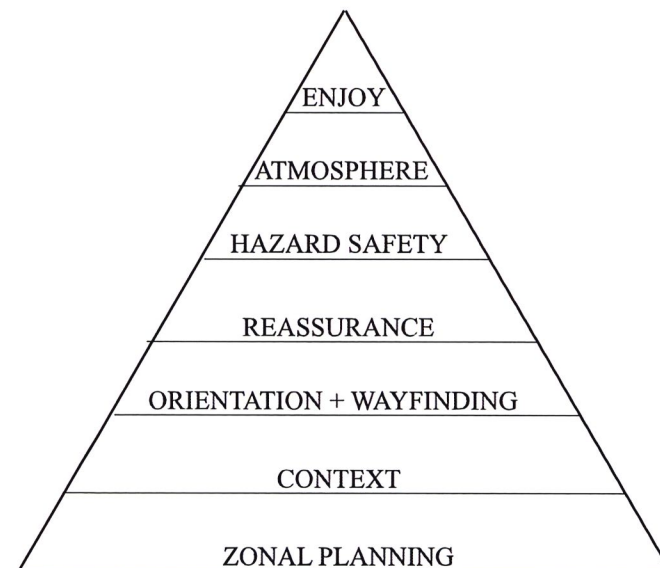 ENJOY
ATMOSPHERE
HAZARD SAFETY
REASSURANCE
ORIENTATION + WAYFINDING
CONTEXT
ZONAL PLANNING